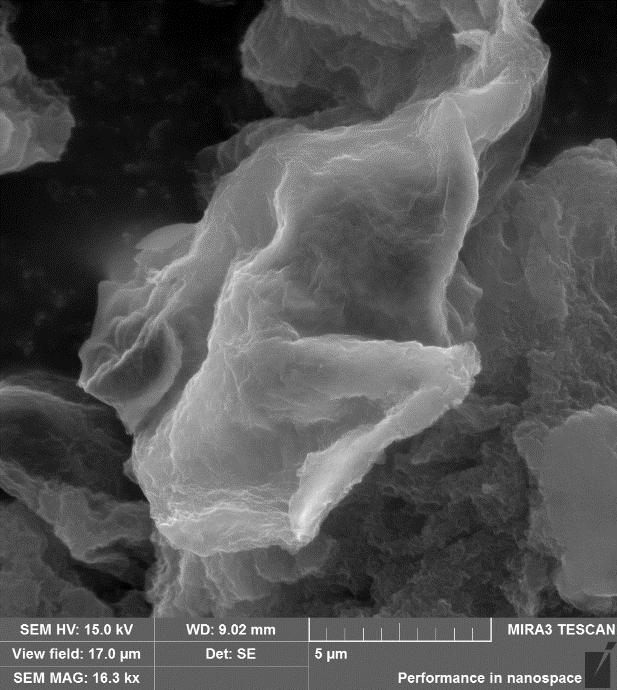 SEM HV: 15.0 kV WD: 9.02 mm MIRA3 TESCAN
View field: 17.0 µm Det: SE 5 µm
SEM MAG: 16.3 kx Performance in nanospace